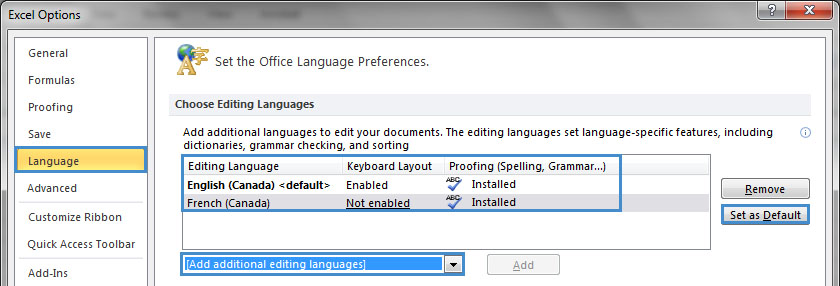 Excel Options
General
Formulas
Proofing
Save
Language
Advanced
Customize Ribbon
Quick Access Toolbar
Add-Ins
Set the Office Language Preferences.
Choose Editing Languages
Add additional languages to edit your documents. The editing languages set language-specific features, including
dictionaries, grammar checking, and sorting
Editing Language Keyboard Layout Proofing (Spelling, Grammar...)
English (Canada) <default> Enabled ABC Installed
French (Canada) Not enabled ABC Installed
Remove
Set as Default
[Add additional editing languages] Add